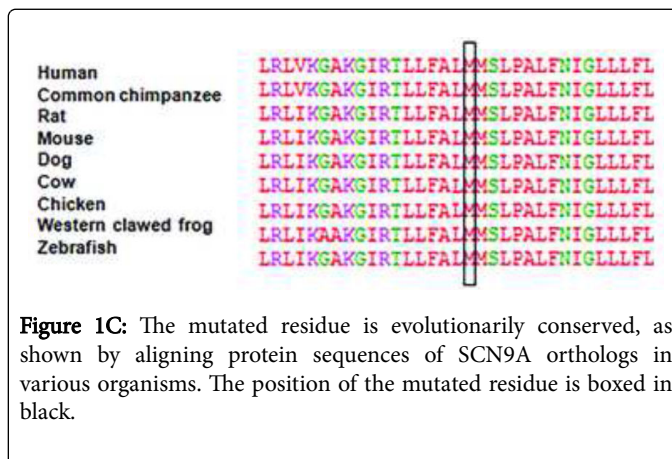 Human LRLVKGAKGIRTLLFALMMSLPALFNIGLLLFL
Common chimpanzee LRLVKGAKGIRTLLFALMMSLPALFNIGLLLFL
Rat LRLIKGAKGIRTLLFALMMSLPALFNIGLLLFL
Mouse LRLIKGAKGIRTLLFALMMSLPALFNIGLLLFL
Dog LRLIKGAKGIRTLLFALMMSLPALFNIGLLLFL
Cow LRLIKGAKGIRTLLFALMMSLPALFNIGLLLFL
Chicken LRLIKGAKGIRTLLFALMMSLPALFNIGLLLFL
Western clawed frog LRLIKAAKGIRTLLFALMMSLPALFNIGLLLFL
Zebrafish LRLIKGAKGIRTLLFALMMSLPALFNIGLLLFL
Figure 1C: The mutated residue is evolutionarily conserved, as
shown by aligning protein sequences of SCN9A orthologs in
various organisms. The position of the mutated residue is boxed in
black.